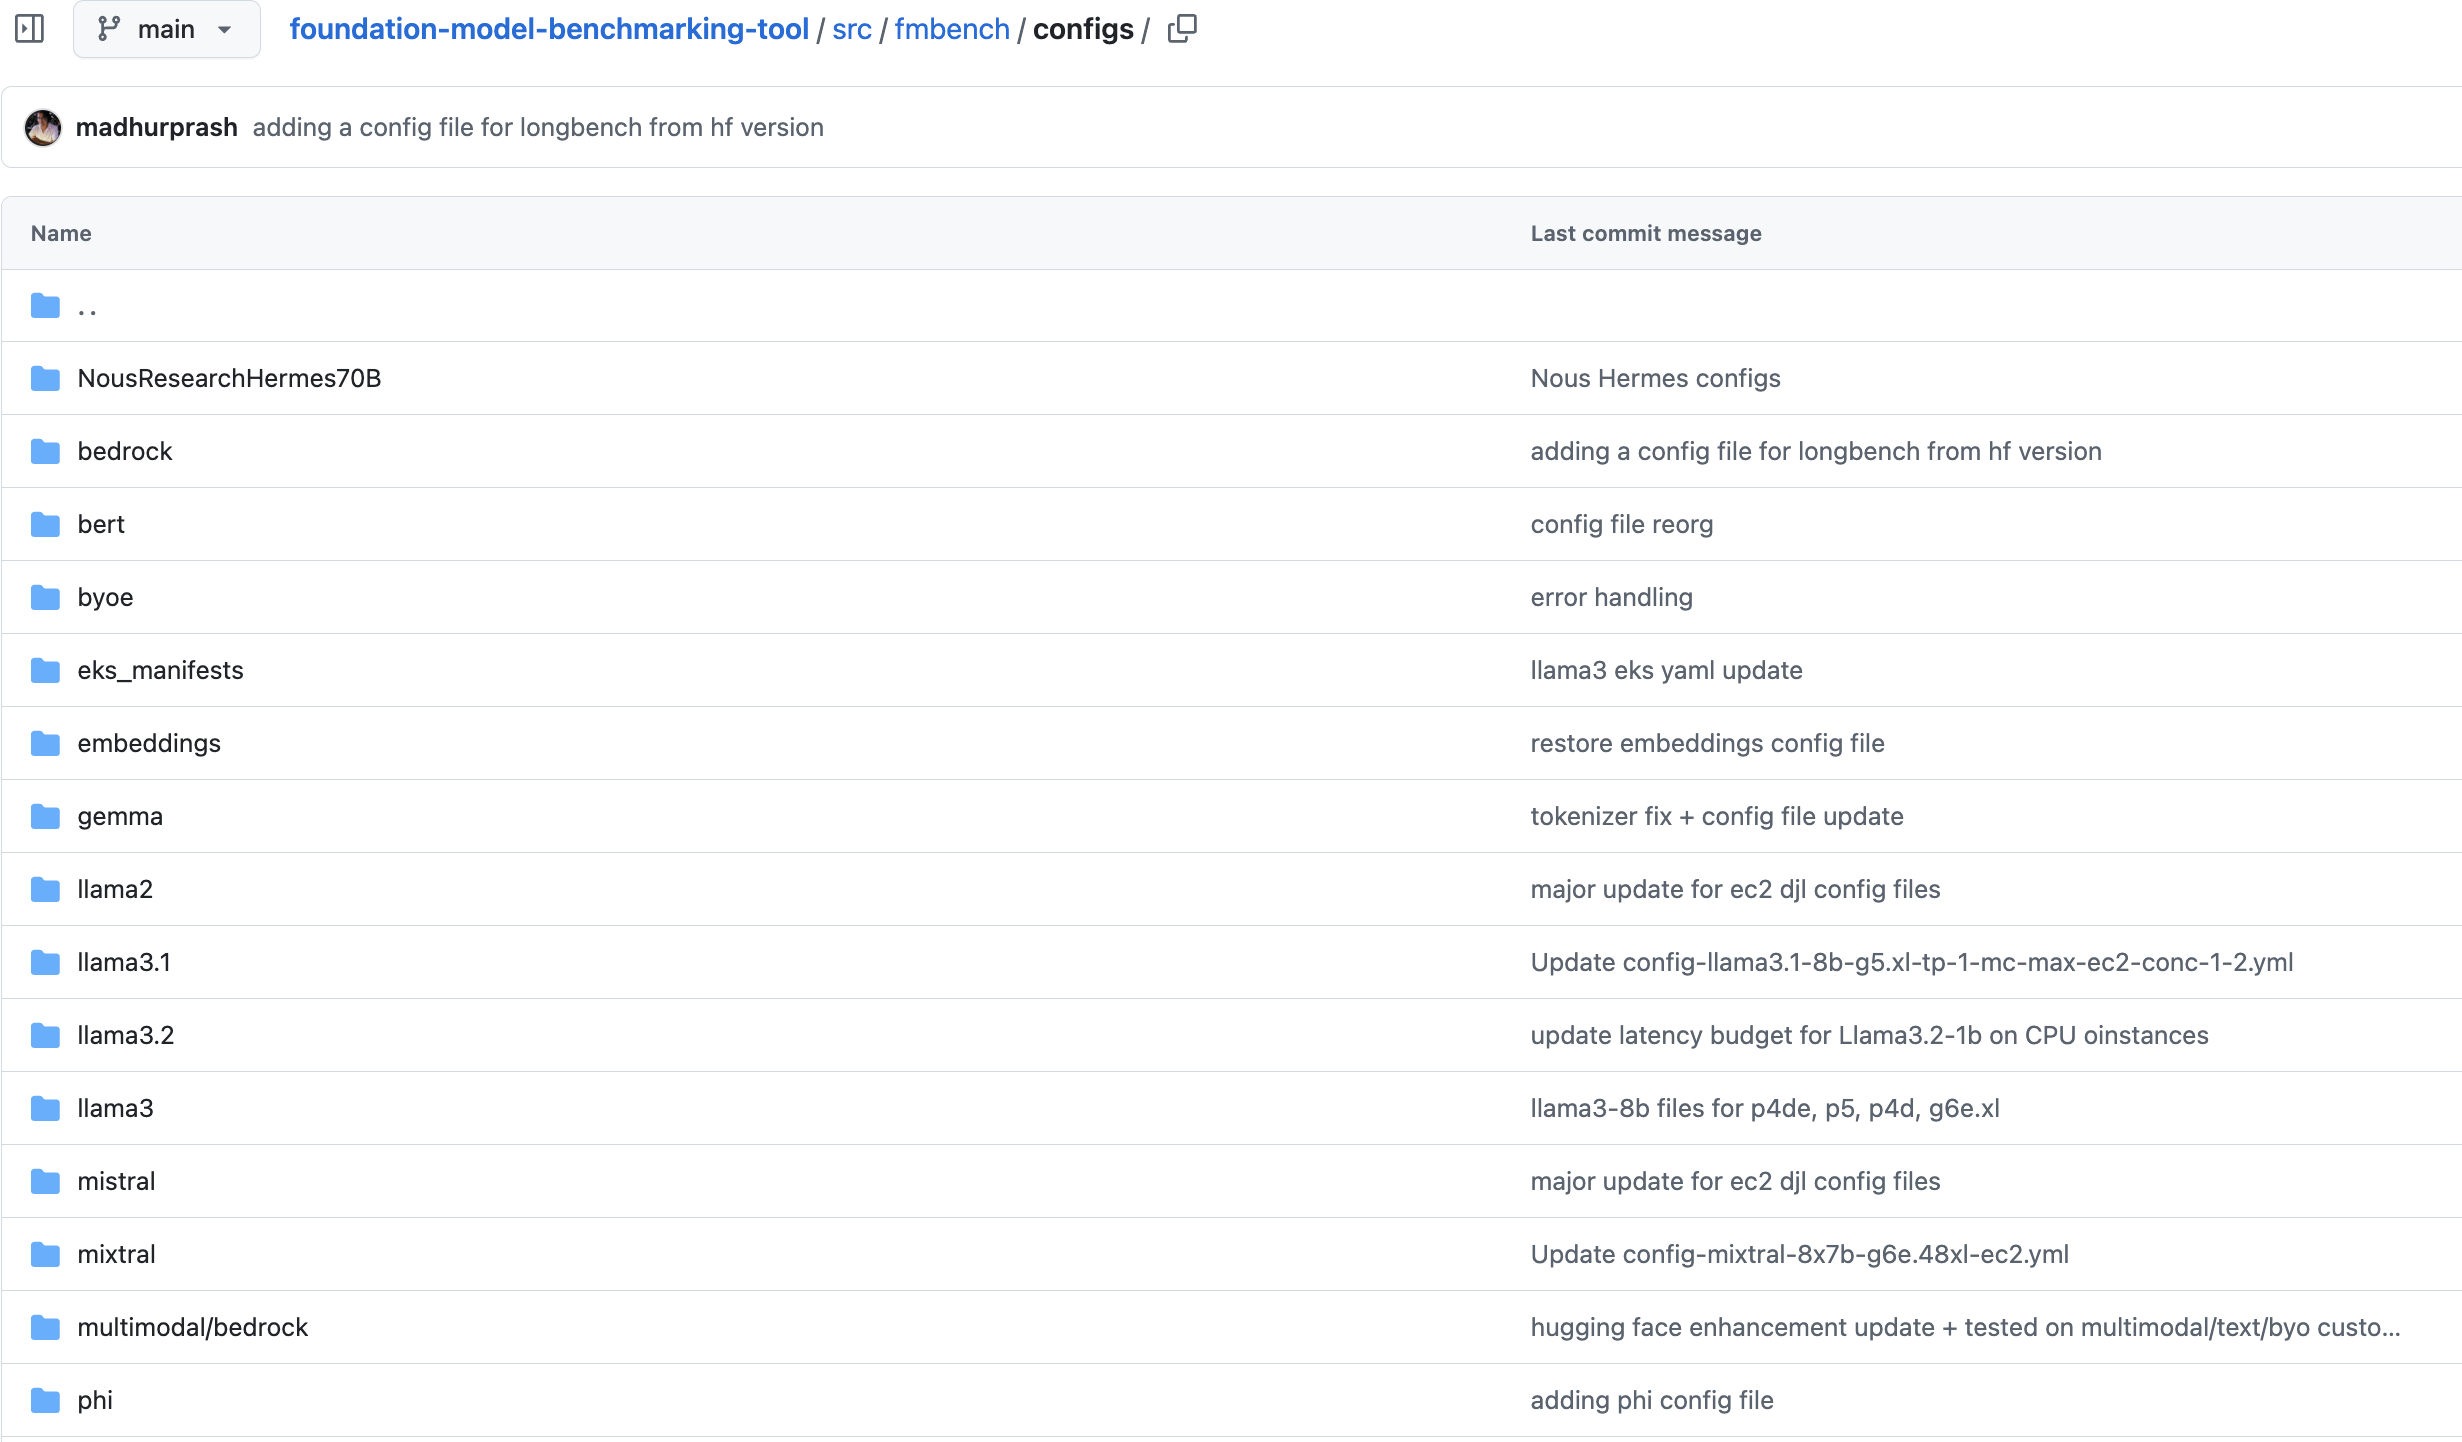 main
foundation-model-benchmarking-tool / src / fmbench / configs /
madhurprash adding a config file for longbench from hf version
Name Last commit message
..
NousResearchHermes70B Nous Hermes configs
bedrock adding a config file for longbench from hf version
bert config file reorg
byoe error handling
eks_manifests llama3 eks yaml update
embeddings restore embeddings config file
gemma tokenizer fix + config file update
llama2 major update for ec2 djl config files
llama3.1 Update config-llama3.1-8b-g5.xl-tp-1-mc-max-ec2-conc-1-2.yml
llama3.2 update latency budget for Llama3.2-1b on CPU oinstances
llama3 llama3-8b files for p4de, p5, p4d, g6e.xl
mistral major update for ec2 djl config files
mixtral Update config-mixtral-8x7b-g6e.48xl-ec2.yml
multimodal/bedrock hugging face enhancement update + tested on multimodal/text/byo custo...
phi adding phi config file